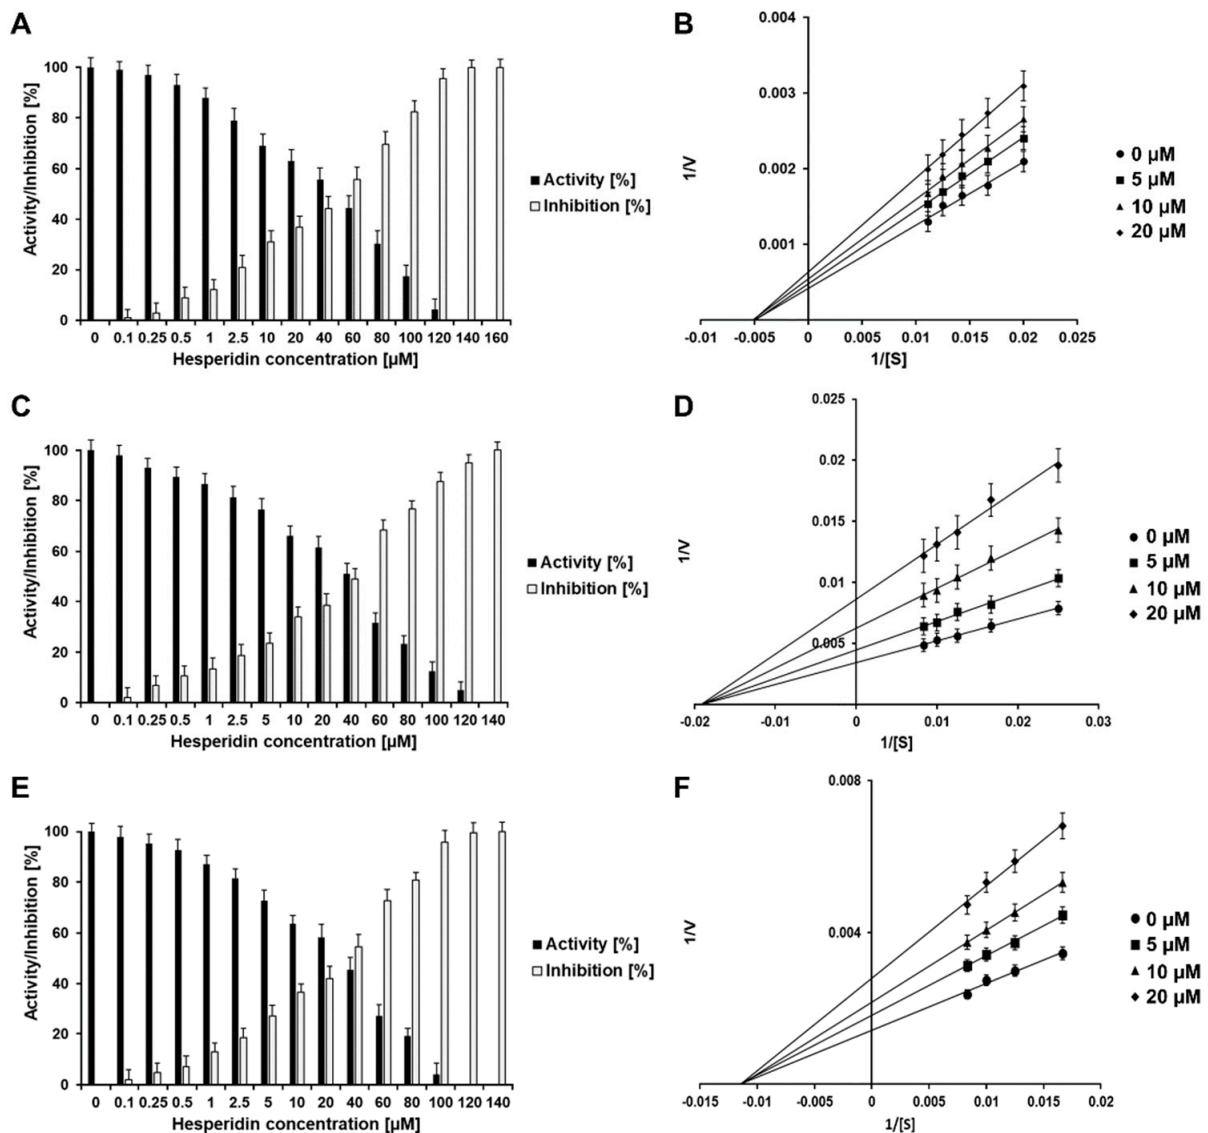 A
Activity/Inhibition [%]
100
80
60
40
20
0
0 0.1 0.25 0.5 1 2.5 10 20 40 60 80 100 120 140 160
Hesperidin concentration [µM]
Activity [%]
Inhibition [%]
B
1/V
0.004
0.003
0.002
0.001
-0.01 -0.005 0 0.005 0.01 0.015 0.02 0.025
1/[S]
0 µM
5 µM
10 µM
20 µM
C
Activity/Inhibition [%]
100
80
60
40
20
0
0 0.1 0.25 0.5 1 2.5 5 10 20 40 60 80 100 120 140
Hesperidin concentration [µM]
Activity [%]
Inhibition [%]
D
1/V
0.025
0.02
0.015
0.01
0.005
-0.02 -0.01 0 0.01 0.02 0.03
1/[S]
0 µM
5 µM
10 µM
20 µM
E
Activity/Inhibition [%]
100
80
60
40
20
0
0 0.1 0.25 0.5 1 2.5 5 10 20 40 60 80 100 120 140
Hesperidin concentration [µM]
Activity [%]
Inhibition [%]
F
1/V
0.008
0.004
-0.015 -0.01 -0.005 0 0.005 0.01 0.015 0.02
1/[S]
0 µM
5 µM
10 µM
20 µM